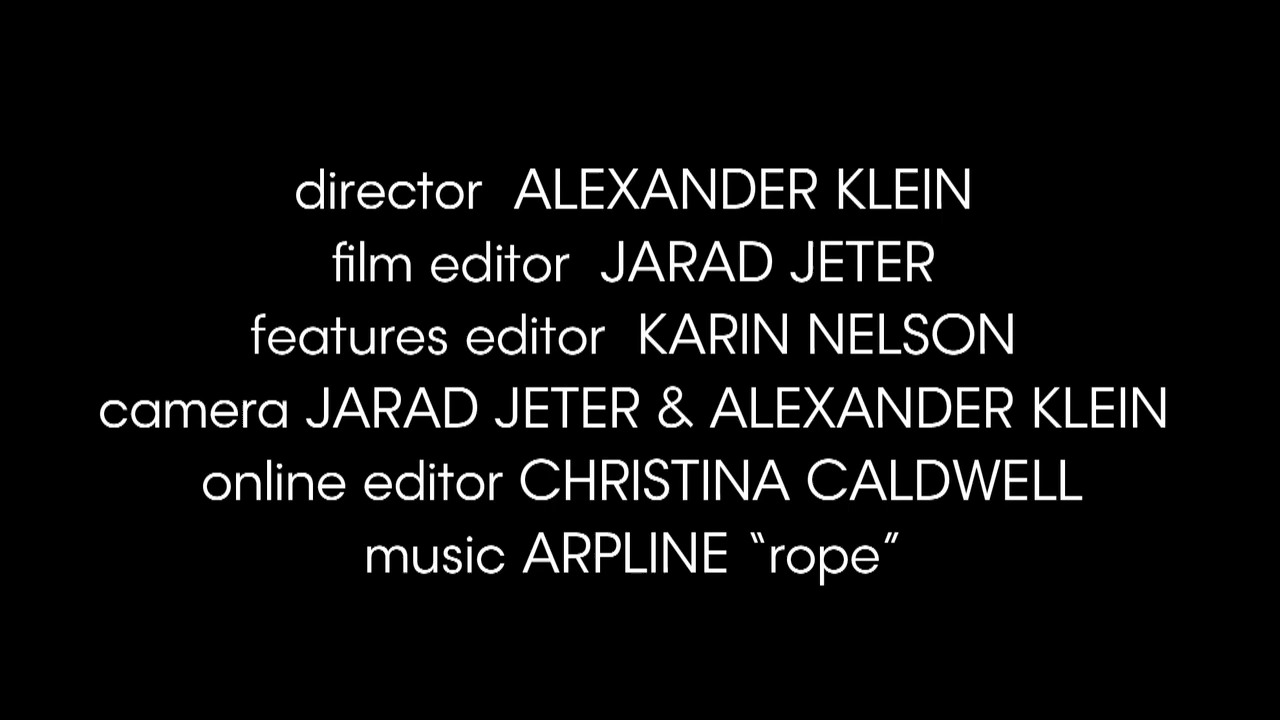 director ALEXANDER KLEIN
film editor JARAD JETER
features editor KARIN NELSON
camera JARAD JETER & ALEXANDER KLEIN
online editor CHRISTINA CALDWELL
music ARPLINE “rope”